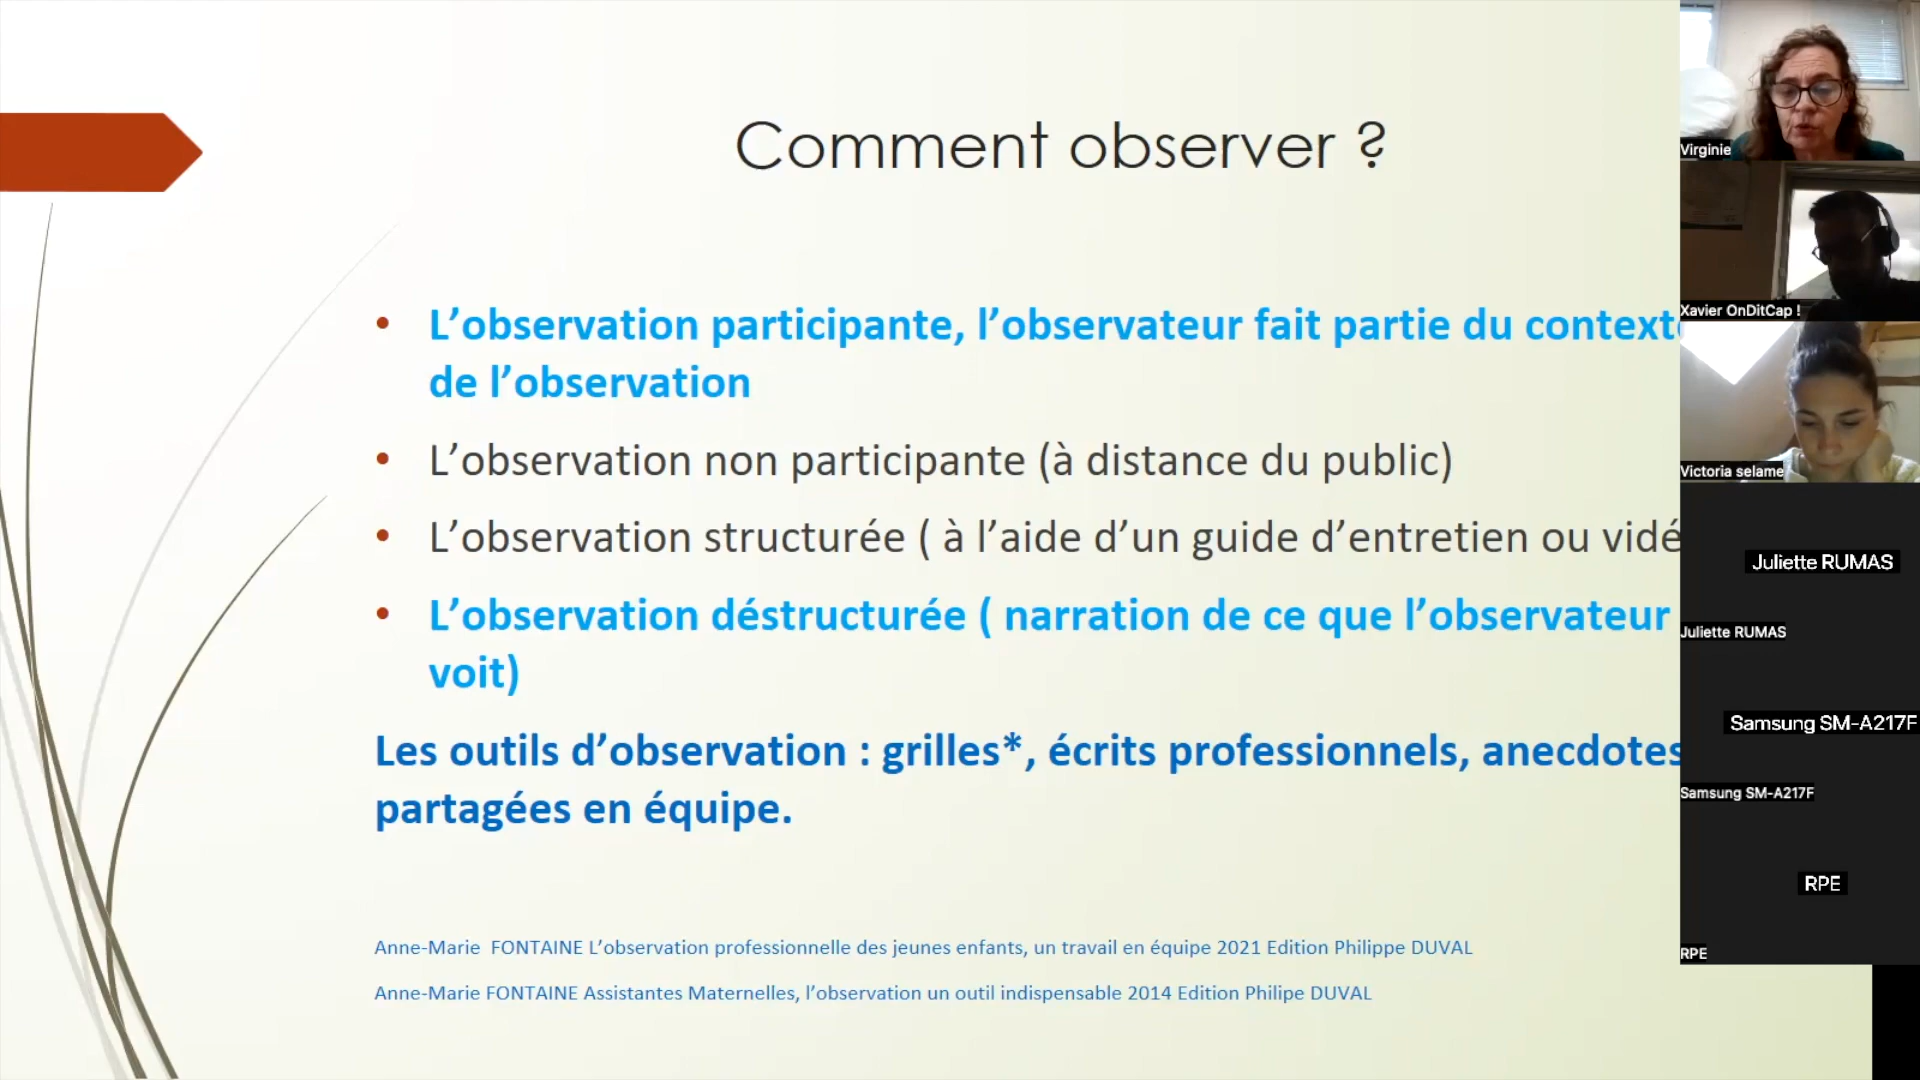 Comment observer ?
• L’observation participante, l’observateur fait partie du contexte
de l’observation
• L’observation non participante (à distance du public)
• L’observation structurée ( à l’aide d’un guide d’entretien ou vidé
• L’observation déstructurée ( narration de ce que l’observateur
voit)
Les outils d’observation : grilles*, écrits professionnels, anecdotes
partagées en équipe.
Anne-Marie FONTAINE L’observation professionnelle des jeunes enfants, un travail en équipe 2021 Edition Philippe DUVAL
Anne-Marie FONTAINE Assistantes Maternelles, l’observation un outil indispensable 2014 Edition Philipe DUVAL
Virginie
Xavier OnDitCap !
Victoria selame
Juliette RUMAS
Juliette RUMAS
Samsung SM-A217F
Samsung SM-A217F
RPE
RPE